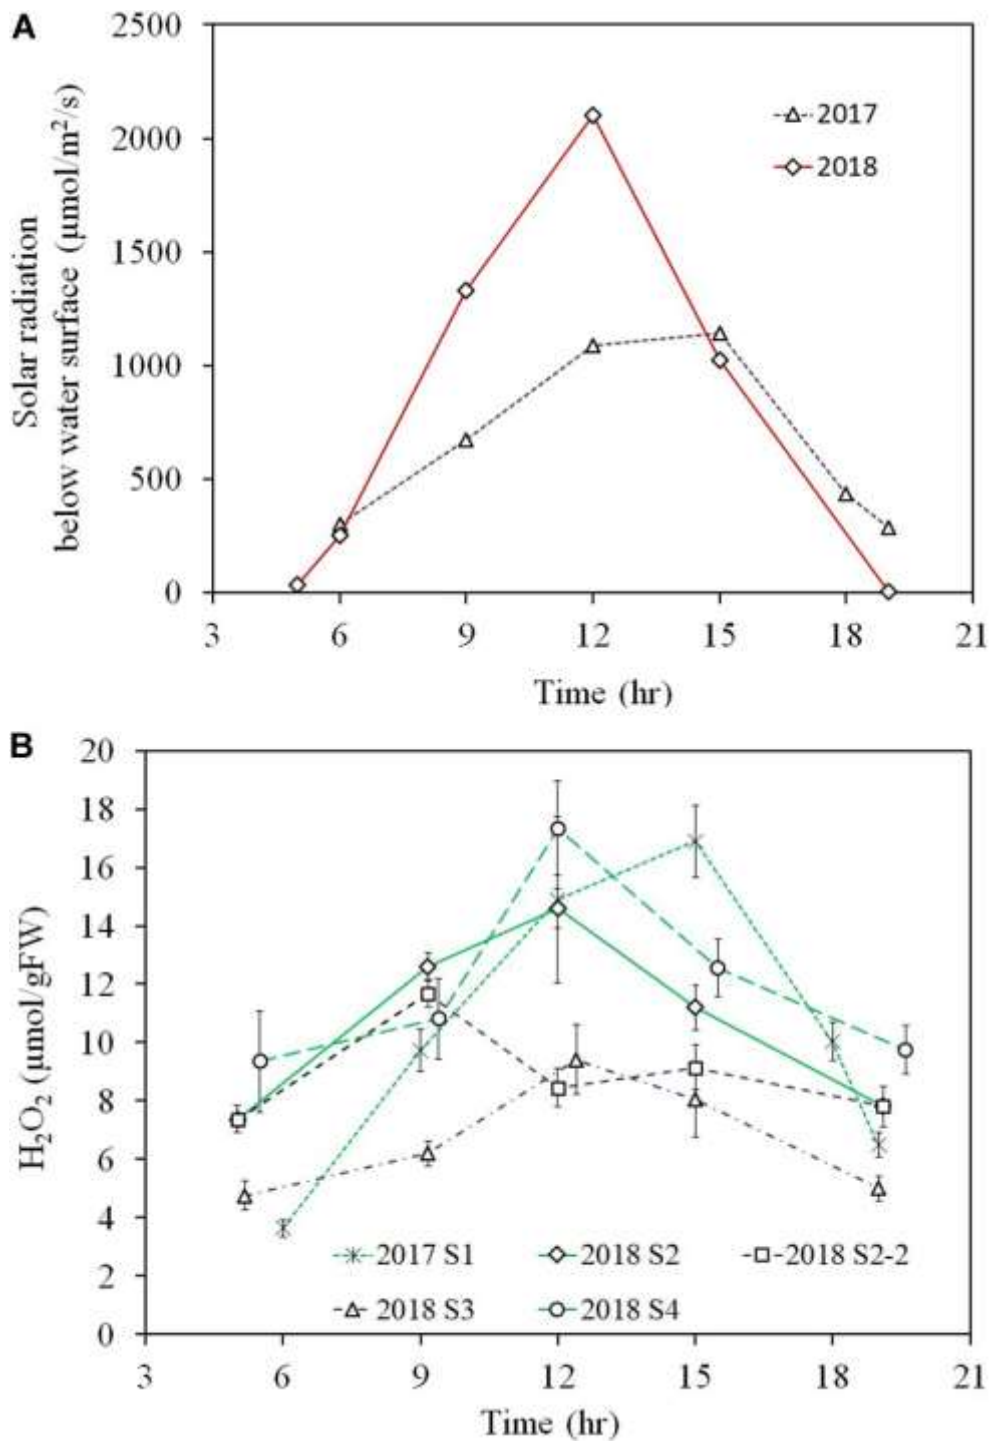 A
2500
2000
1500
1000
500
0
Solar radiation
below water surface (μmol/m²/s)
2017
2018
3 6 9 12 15 18 21
Time (hr)
B
20
18
16
14
12
10
8
6
4
2
0
H₂O₂ (μmol/gFW)
2017 S1 2018 S2 2018 S2-2
2018 S3 2018 S4
3 6 9 12 15 18 21
Time (hr)